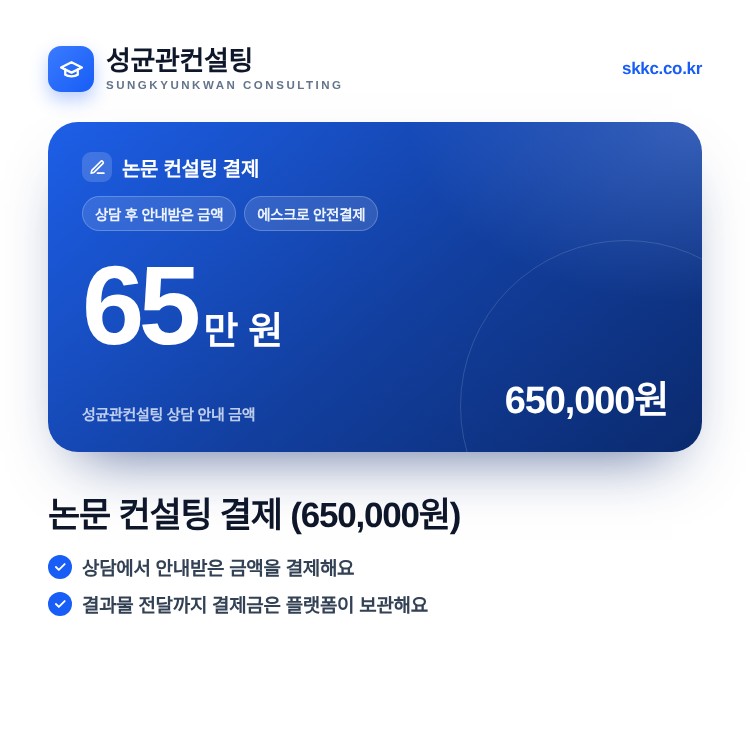 성균관컨설팅
SUNGKYUNKWAN CONSULTING
skkc.co.kr
논문 컨설팅 결제
상담 후 안내받은 금액
에스크로 안전결제
65만 원
성균관컨설팅 상담 안내 금액
650,000원
논문 컨설팅 결제 (650,000원)
상담에서 안내받은 금액을 결제해요
결과물 전달까지 결제금은 플랫폼이 보관해요